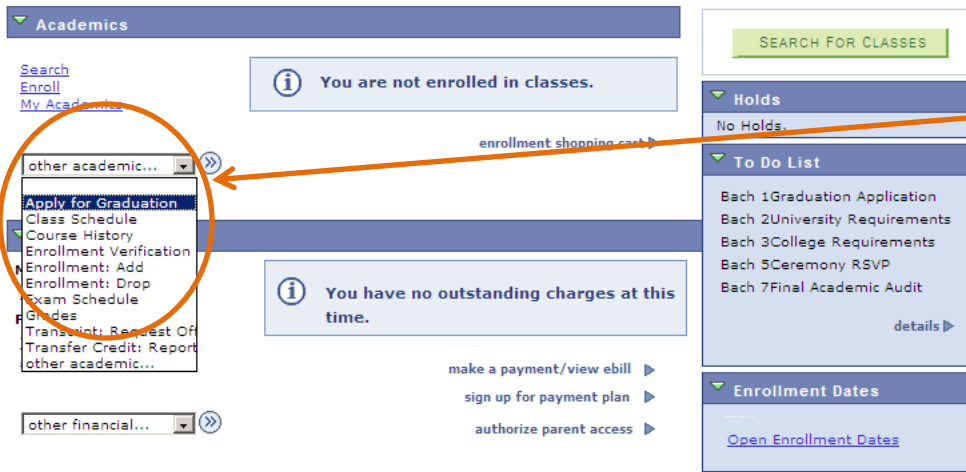 Academics
Search
Enroll
My Academics
You are not enrolled in classes.
enrollment shopping cart
other academic...
Apply for Graduation
Class Schedule
Course History
Enrollment Verification
Enrollment: Add
Enrollment: Drop
Exam Schedule
Grades
Transcript: Request Off
Transfer Credit: Report
other academic...
You have no outstanding charges at this
time.
make a payment/view ebill
sign up for payment plan
authorize parent access
other financial...
SEARCH FOR CLASSES
Holds
No Holds.
To Do List
Bach 1Graduation Application
Bach 2University Requirements
Bach 3College Requirements
Bach 5Ceremony RSVP
Bach 7Final Academic Audit
details
Enrollment Dates
Open Enrollment Dates